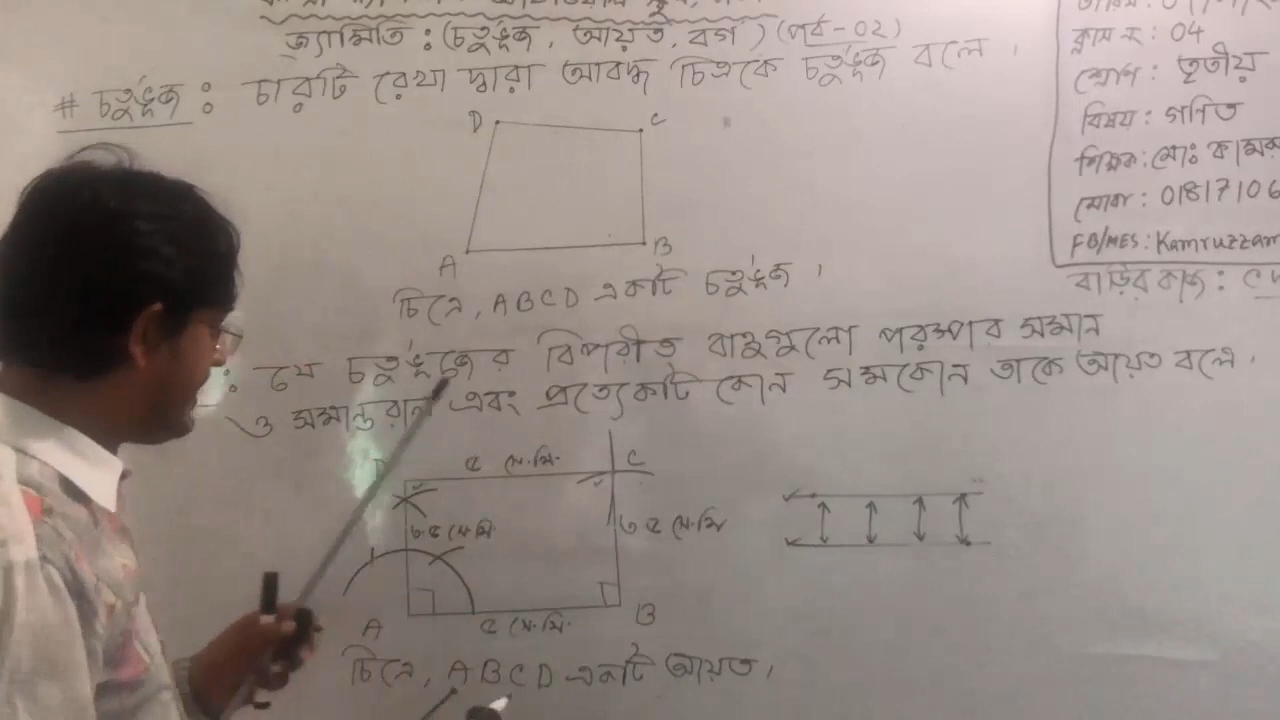 জ্যামিতি : (চতুর্ভূজ, আয়ত, বর্গ) (পর্ব-02)
# চতুর্ভূজ : চারটি রেখা দ্বারা আবদ্ধ চিত্রকে চতুর্ভূজ বলে।
D C
A B
চিত্রে, ABCD একটি চতুর্ভূজ।
: যে চতুর্ভূজের বিপরীত বাহুগুলো পরস্পর সমান
ও সমান্তরাল এবং প্রত্যেকটি কোন সমকোন তাকে আয়ত বলে।
D ৫ সে.মি. C
৩.৫ সে.মি. ৩.৫ সে.মি
A ৫ সে.মি. B
চিত্রে, ABCD একটি আয়ত,
ক্লাস নং : 04
শ্রেণি : তৃতীয়
বিষয় : গণিত
শিক্ষক : মোঃ
মোবা : 01817106
FB/MES : Kamruzzam
বাড়ির কাজ :